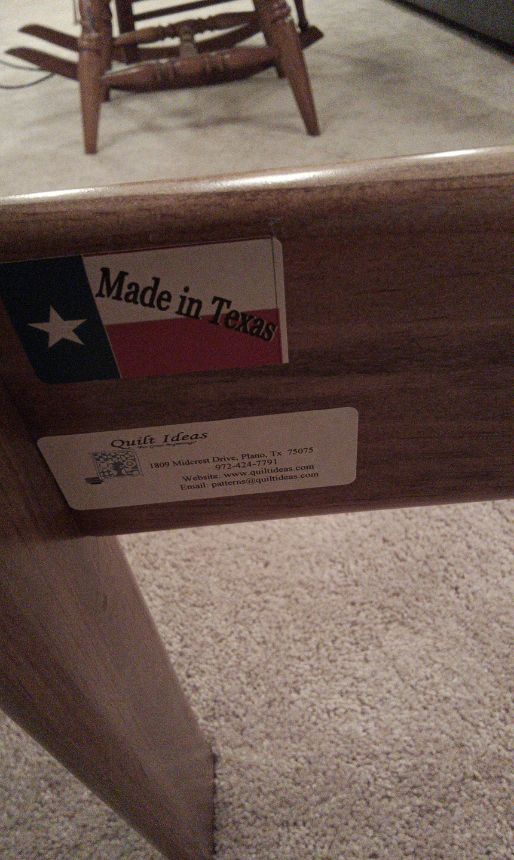 Made in Texas
Quilt Ideas
1809 Midcrest Drive, Plano, Tx 75075
972-424-7791
Website: www.quiltideas.com
Email: patterns@quiltideas.com